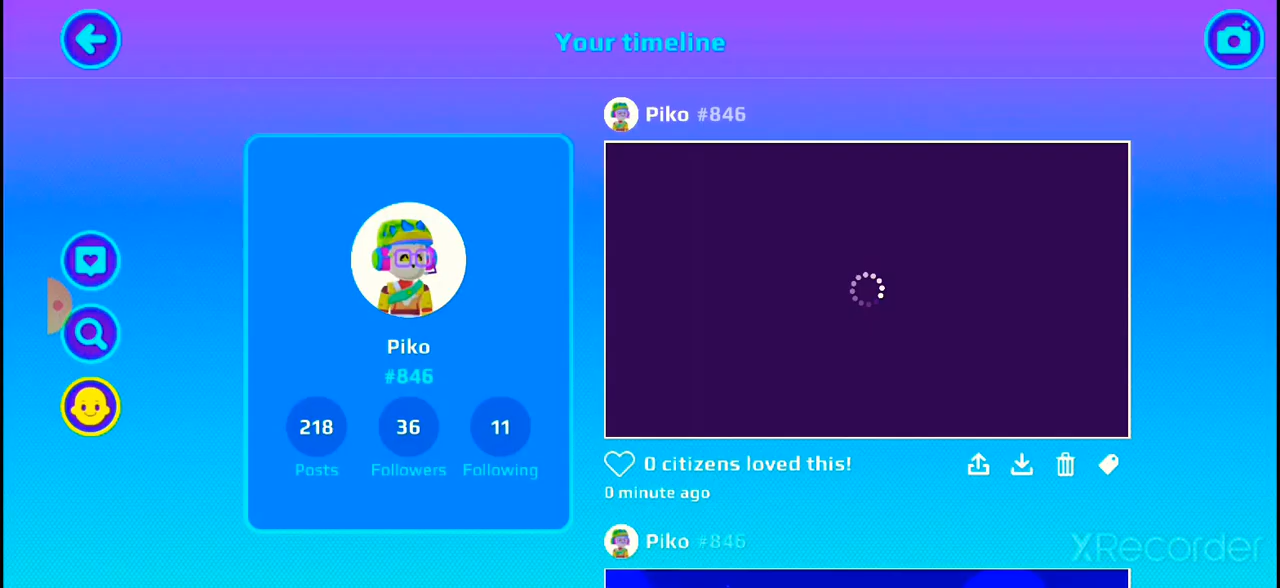 Your timeline
Piko #846
Piko
#846
218 36 11
Posts Followers Following
0 citizens loved this!
0 minute ago
Piko #846
XRecorder